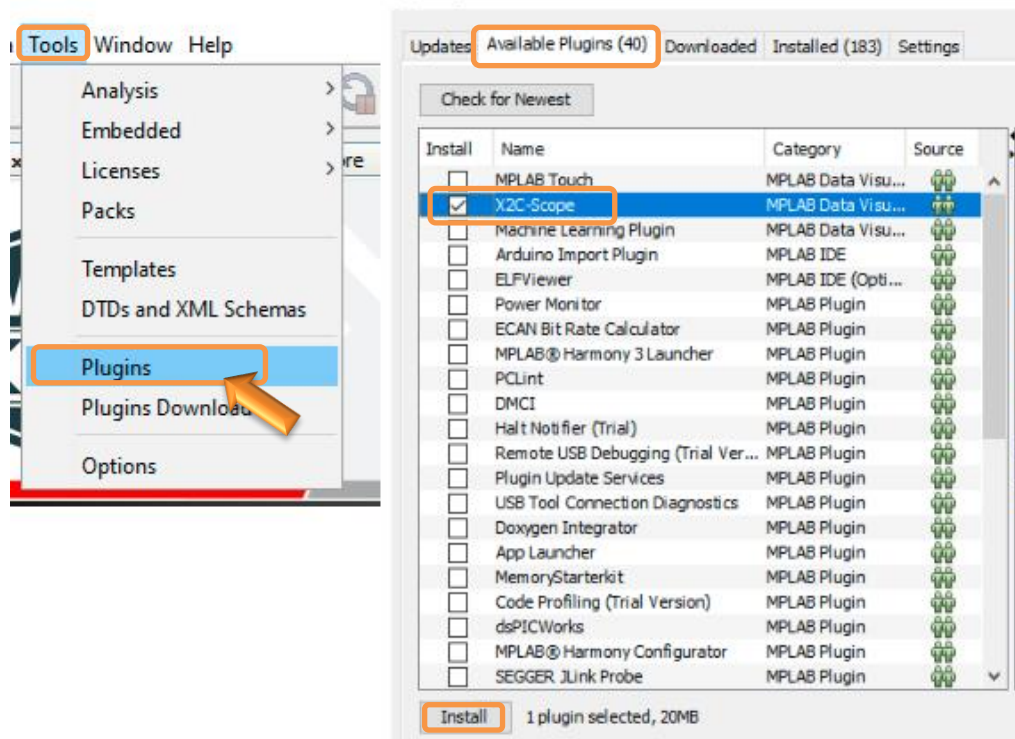 Tools Window Help
Analysis
Embedded
Licenses
Packs
Templates
DTDs and XML Schemas
Plugins
Plugins Download
Options
re
Updates Available Plugins (40) Downloaded Installed (183) Settings
Check for Newest
Install Name Category Source
MPLAB Touch MPLAB Data Visu...
X2C-Scope MPLAB Data Visu...
Machine Learning Plugin MPLAB Data Visu...
Arduino Import Plugin MPLAB IDE
ELFViewer MPLAB IDE (Opti...
Power Monitor MPLAB Plugin
ECAN Bit Rate Calculator MPLAB Plugin
MPLAB® Harmony 3 Launcher MPLAB Plugin
PCLint MPLAB Plugin
DMCI MPLAB Plugin
Halt Notifier (Trial) MPLAB Plugin
Remote USB Debugging (Trial Ver... MPLAB Plugin
Plugin Update Services MPLAB Plugin
USB Tool Connection Diagnostics MPLAB Plugin
Doxygen Integrator MPLAB Plugin
App Launcher MPLAB Plugin
MemoryStarterkit MPLAB Plugin
Code Profiling (Trial Version) MPLAB Plugin
dsPICWorks MPLAB Plugin
MPLAB® Harmony Configurator MPLAB Plugin
SEGGER JLink Probe MPLAB Plugin
Install 1 plugin selected, 20MB